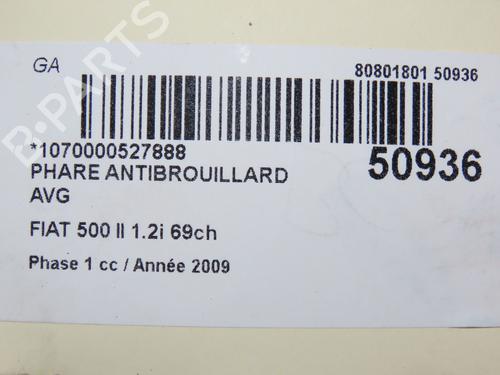 GA
80801801 50936
*1070000527888
50936
PHARE ANTIBROUILLARD
AVG
FIAT 500 II 1.2i 69ch
Phase 1 cc / Année 2009
B-PARTS